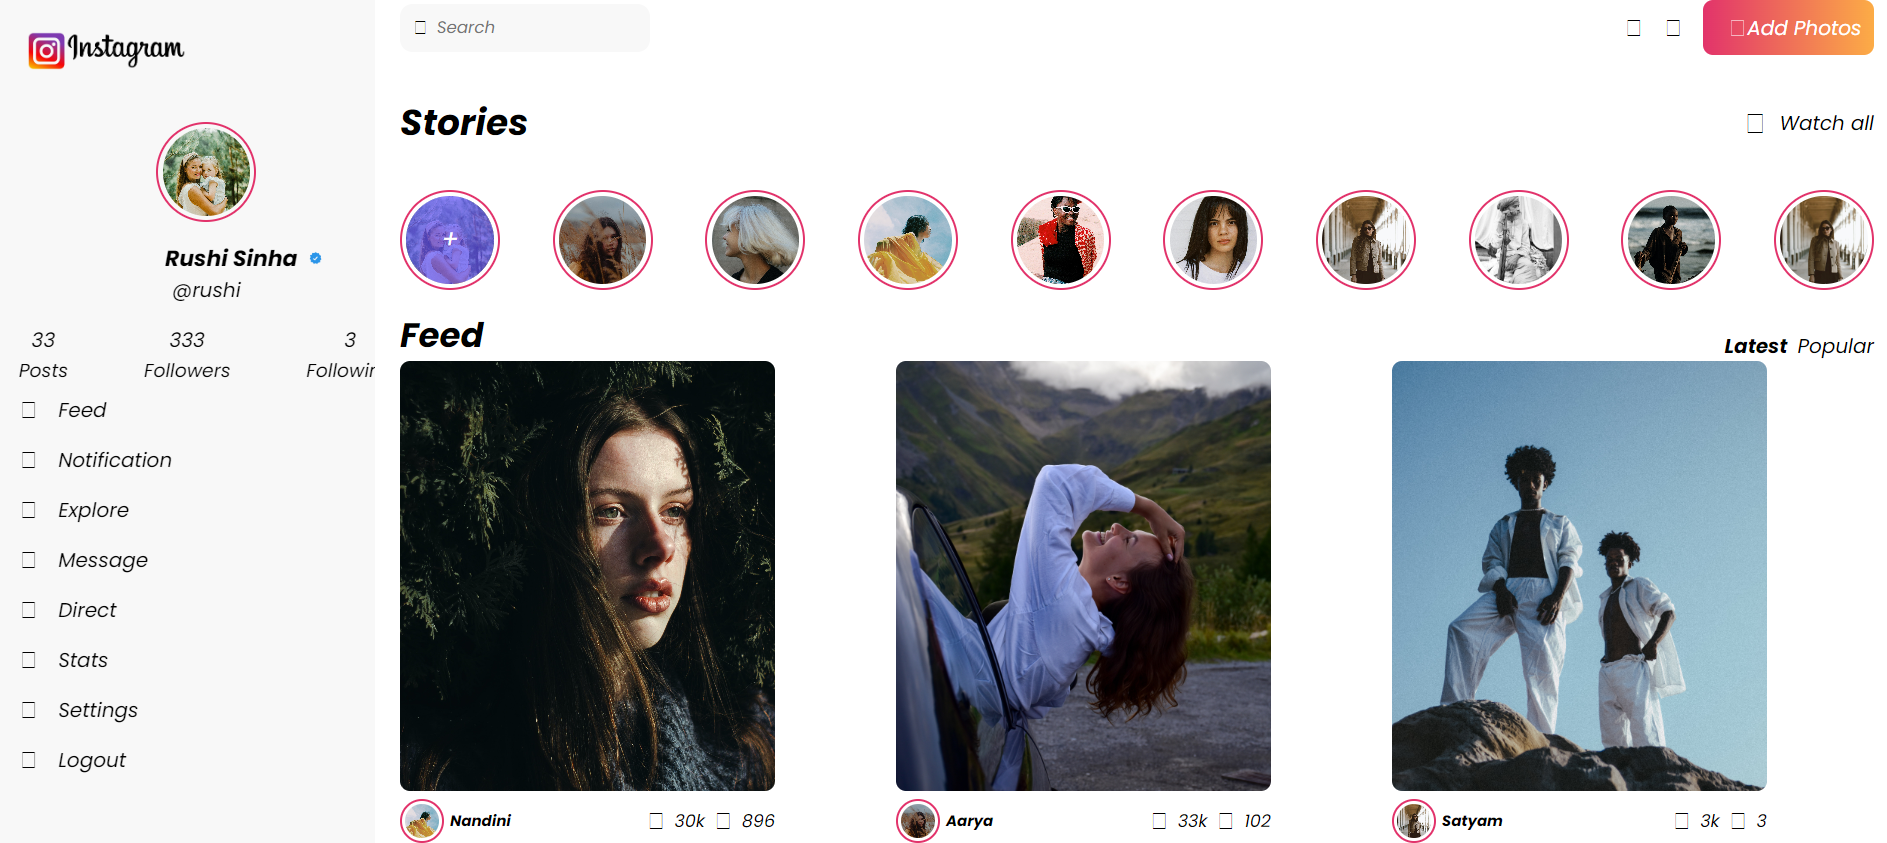 Instagram
Rushi Sinha
@rushi
33 333 3
Posts Followers Followin
Feed
Notification
Explore
Message
Direct
Stats
Settings
Logout
Search
Add Photos
Stories
Watch all
+
Feed
Latest Popular
Nandini 30k 896
Aarya 33k 102
Satyam 3k 3